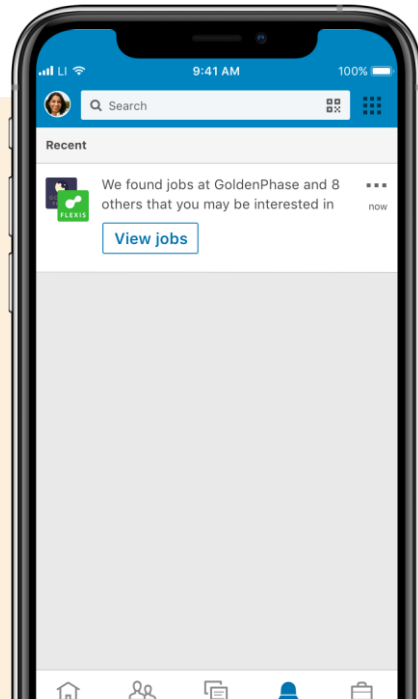 LI
9:41 AM
100%
Search
Recent
We found jobs at GoldenPhase and 8
others that you may be interested in
now
FLEXIS
View jobs